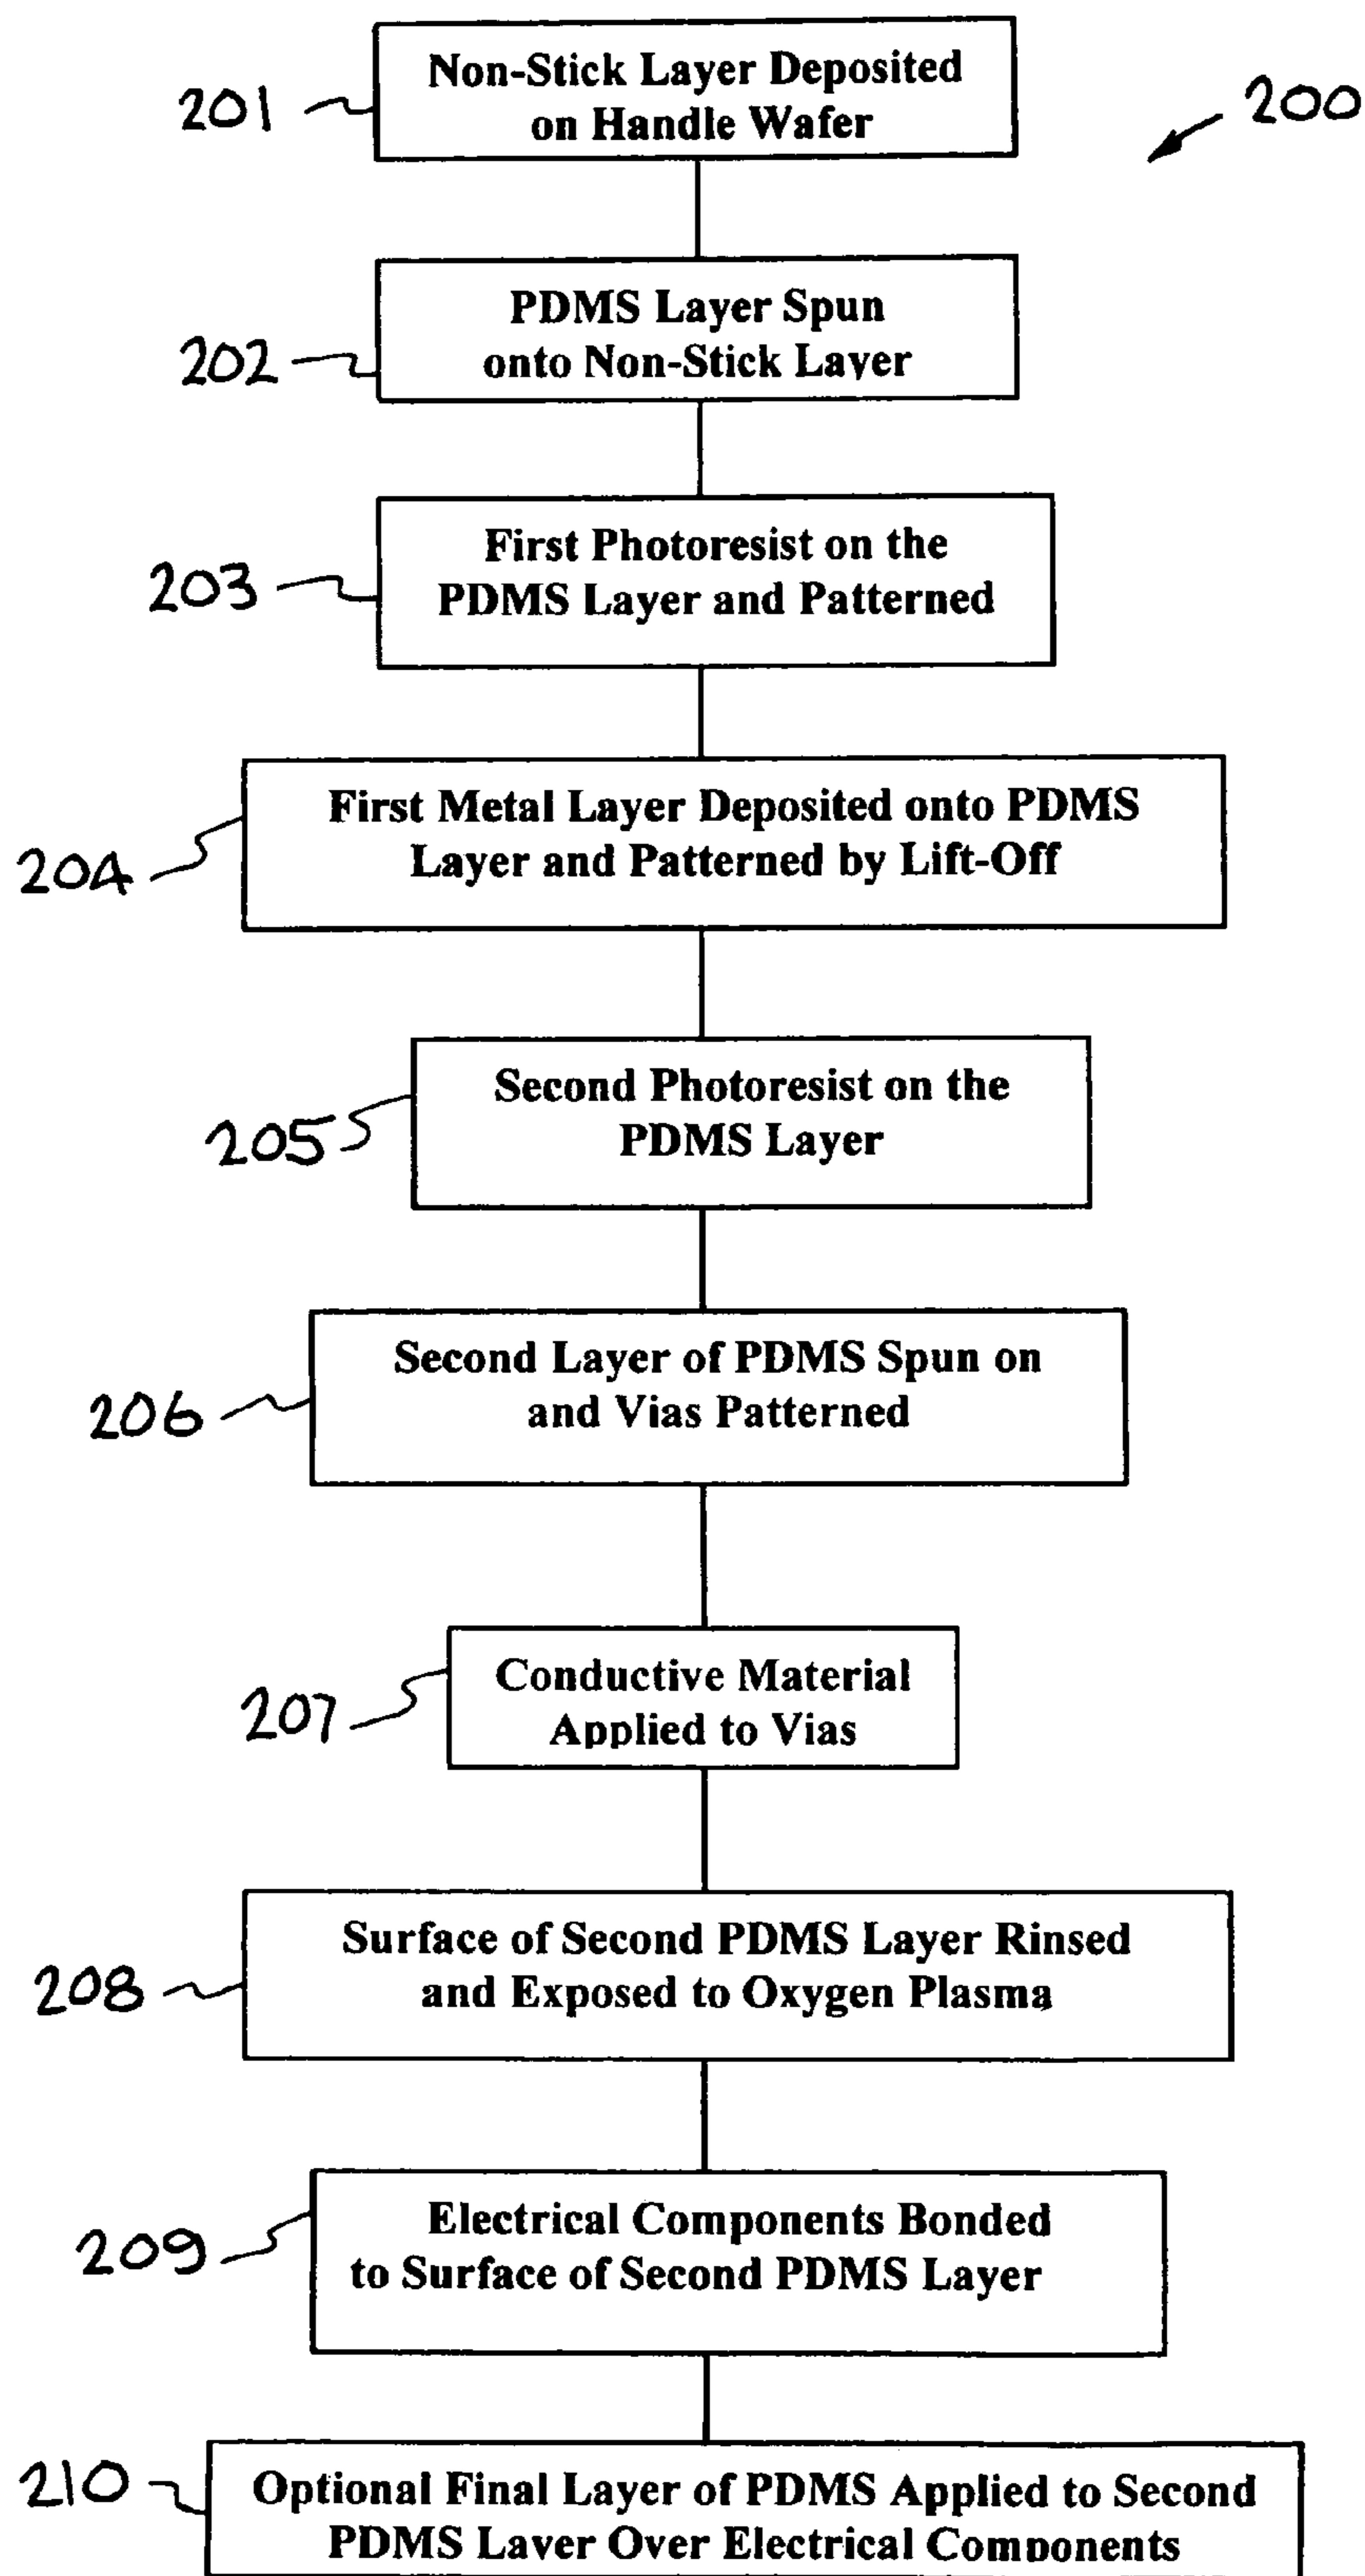 Non-Stick Layer Deposited
on Handle Wafer
201
200
PDMS Layer Spun
onto Non-Stick Layer
202
First Photoresist on the
PDMS Layer and Patterned
203
First Metal Layer Deposited onto PDMS
Layer and Patterned by Lift-Off
204
Second Photoresist on the
PDMS Layer
205
Second Layer of PDMS Spun on
and Vias Patterned
206
Conductive Material
Applied to Vias
207
Surface of Second PDMS Layer Rinsed
and Exposed to Oxygen Plasma
208
Electrical Components Bonded
to Surface of Second PDMS Layer
209
Optional Final Layer of PDMS Applied to Second
PDMS Layer Over Electrical Components
210